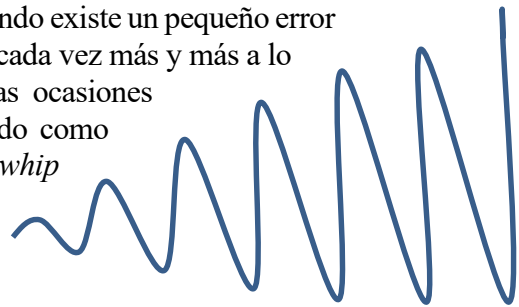 ndo existe un pequeño error
cada vez más y más a lo
as ocasiones
do como
whip